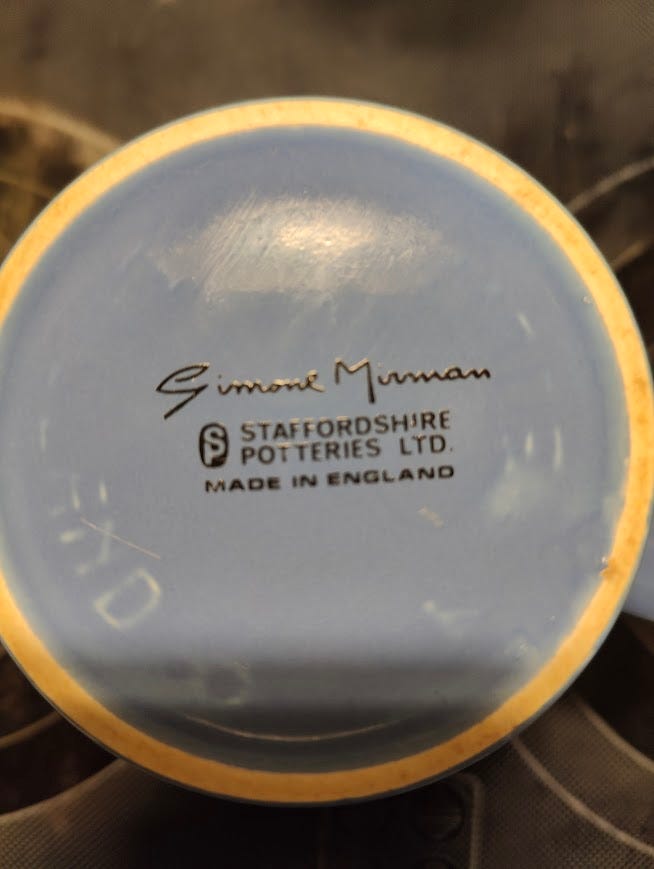 Simone Mirman
S STAFFORDSHIRE
POTTERIES LTD.
MADE IN ENGLAND